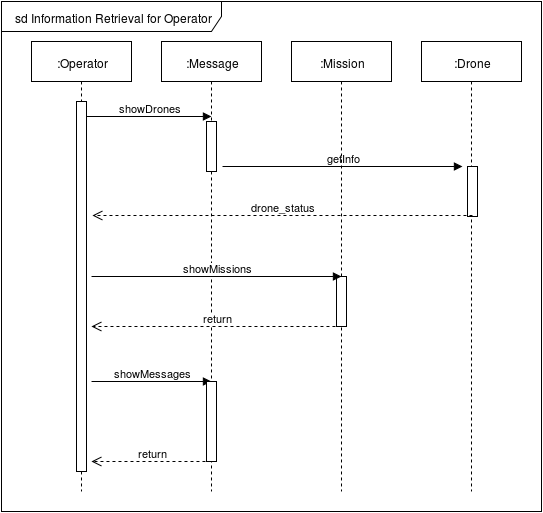 sd Information Retrieval for Operator
:Operator
:Message
:Mission
:Drone
showDrones
getInfo
drone_status
showMissions
return
showMessages
return